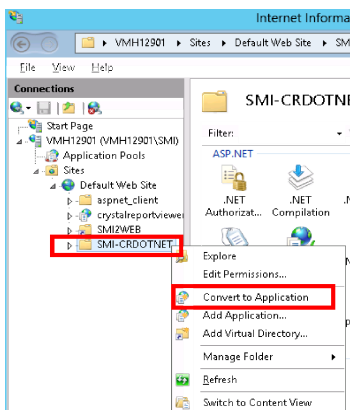 Internet Informa
VMH12901 Sites Default Web Site SM
File View Help
Connections
Start Page
VMH12901 (VMH12901\SMI)
Application Pools
Sites
Default Web Site
aspnet_client
crystalreportviewer
SMI2WEB
SMI-CRDOTNET
SMI-CRDOTNE
Filter:
ASP.NET
.NET Authorizat...
.NET Compilation
Explore
Edit Permissions...
Convert to Application
Add Application...
Add Virtual Directory...
Manage Folder
Refresh
Switch to Content View